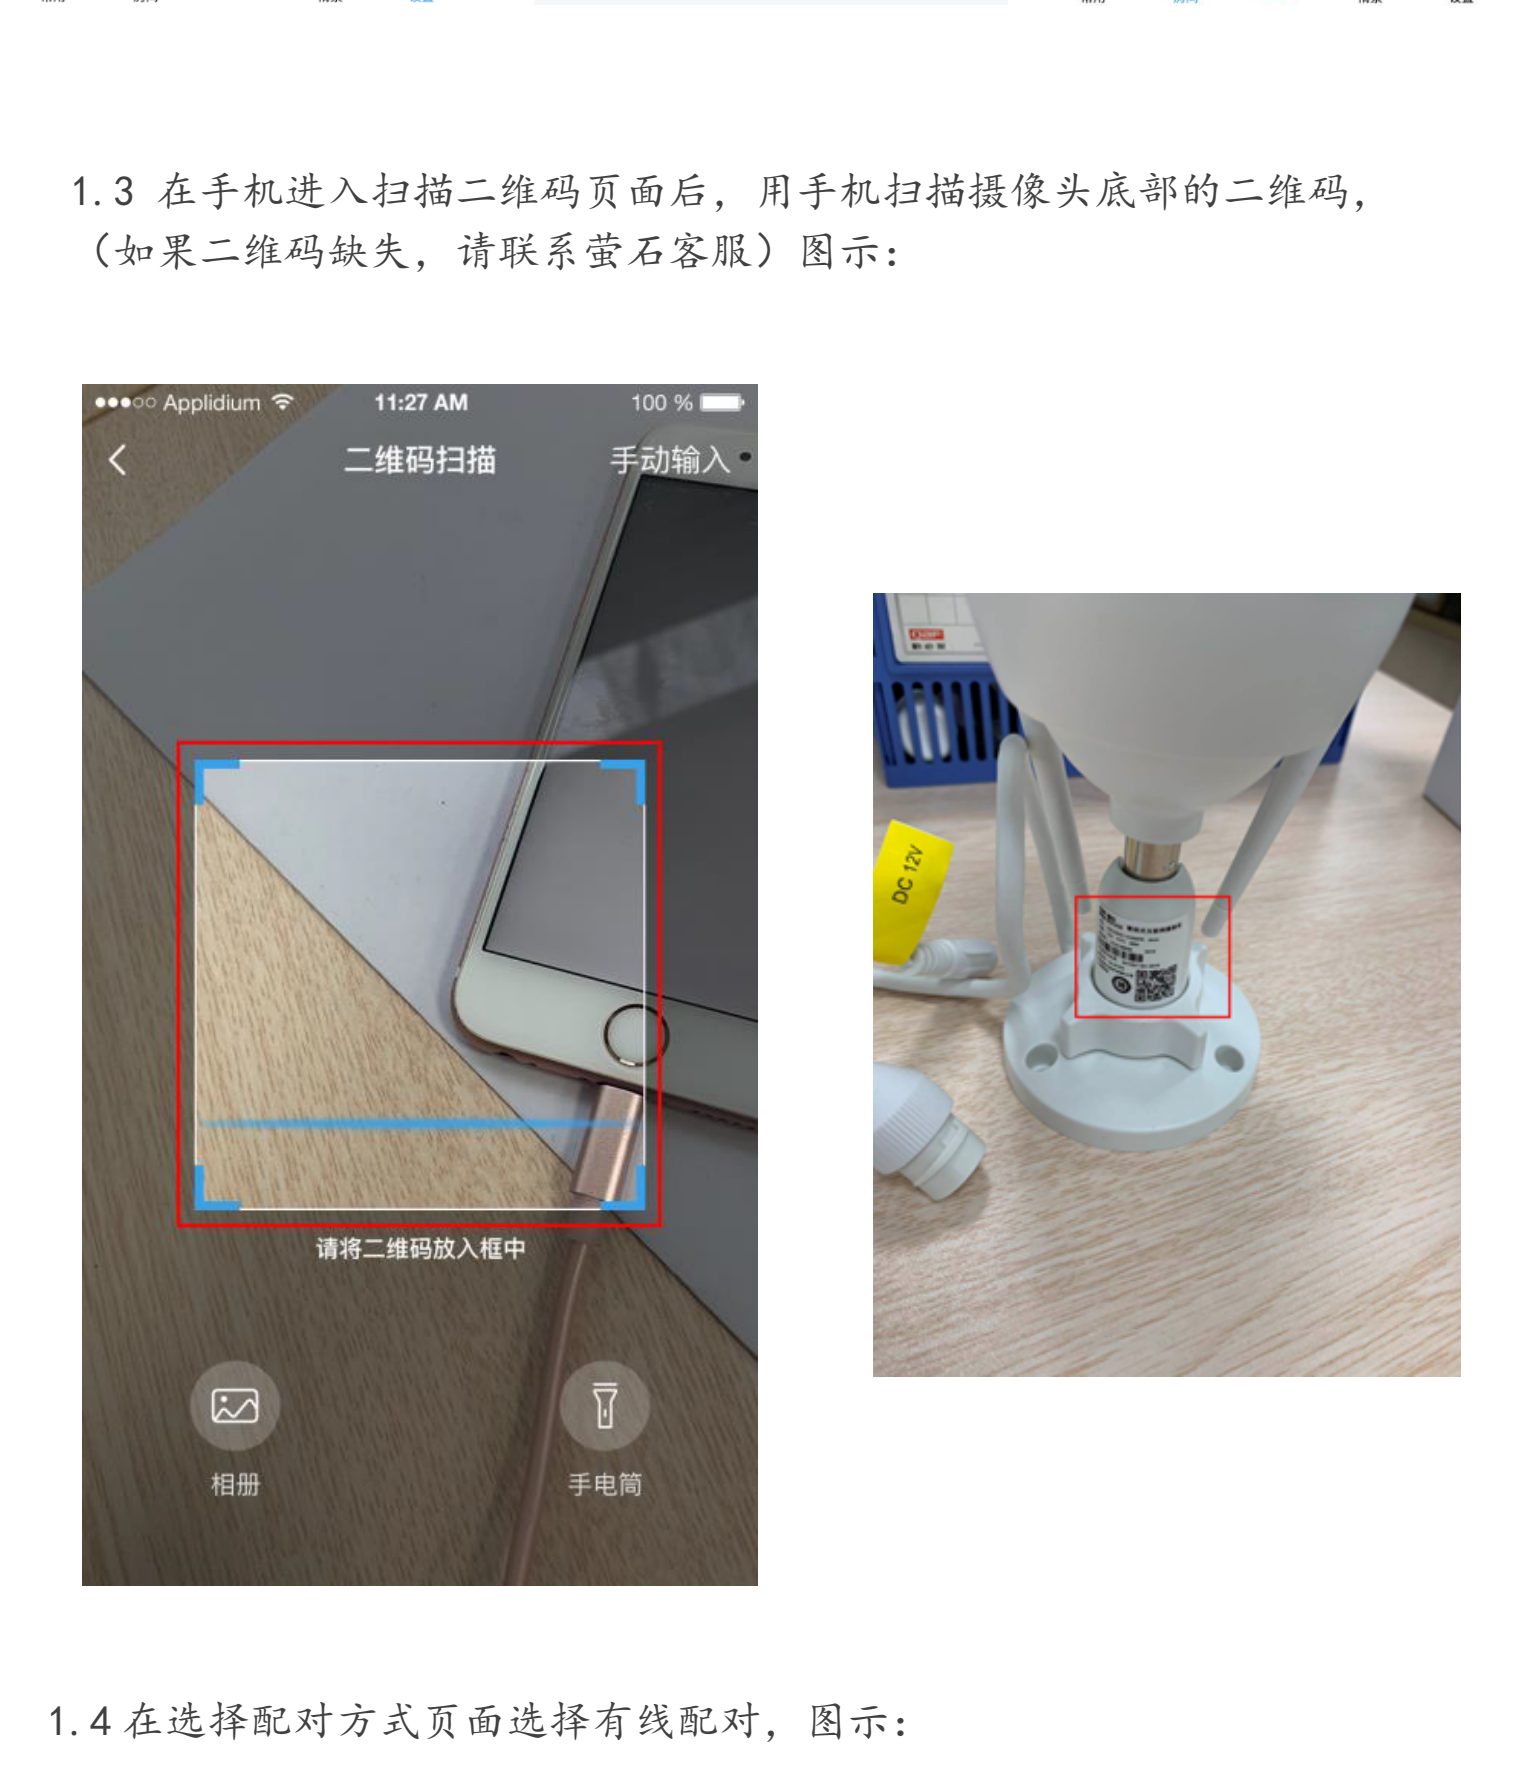 1.3 在手机进入扫描二维码页面后，用手机扫描摄像头底部的二维码，
（如果二维码缺失，请联系萤石客服）图示：
●●●○○ Applidium 11:27 AM 100 %
二维码扫描 手动输入
DC 12V
请将二维码放入框中
相册 手电筒
1.4在选择配对方式页面选择有线配对，图示：